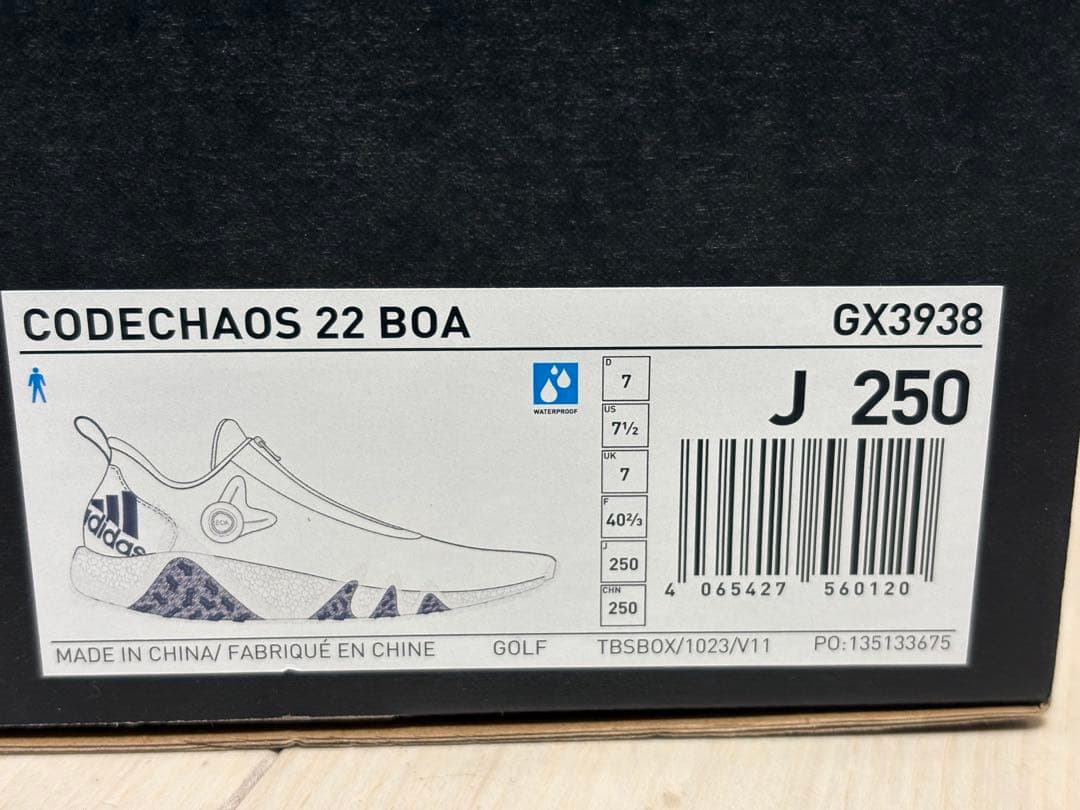 CODECHAOS 22 BOA
GX3938
J 250
WATERPROOF
D 7
US 7½
UK 7
F 40⅔
J 250
CHN 250
BOA
adidas
4 065427 560120
MADE IN CHINA/ FABRIQUÉ EN CHINE
GOLF
TBSBOX/1023/V11
PO:135133675